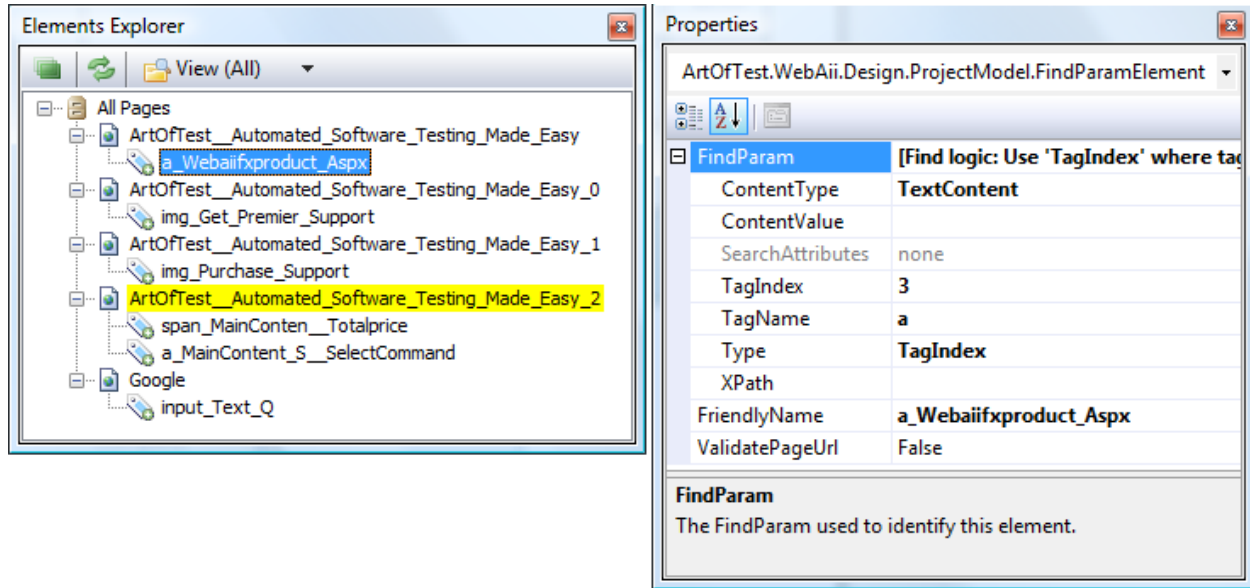 Elements Explorer
View (All)
All Pages
ArtOfTest__Automated_Software_Testing_Made_Easy
a_Webaiifxproduct_Aspx
ArtOfTest__Automated_Software_Testing_Made_Easy_0
img_Get_Premier_Support
ArtOfTest__Automated_Software_Testing_Made_Easy_1
img_Purchase_Support
ArtOfTest__Automated_Software_Testing_Made_Easy_2
span_MainConten__Totalprice
a_MainContent_S__SelectCommand
Google
input_Text_Q
Properties
ArtOfTest.WebAii.Design.ProjectModel.FindParamElement
FindParam [Find logic: Use 'TagIndex' where tag
ContentType TextContent
ContentValue
SearchAttributes none
TagIndex 3
TagName a
Type TagIndex
XPath
FriendlyName a_Webaiifxproduct_Aspx
ValidatePageUrl False
FindParam
The FindParam used to identify this element.